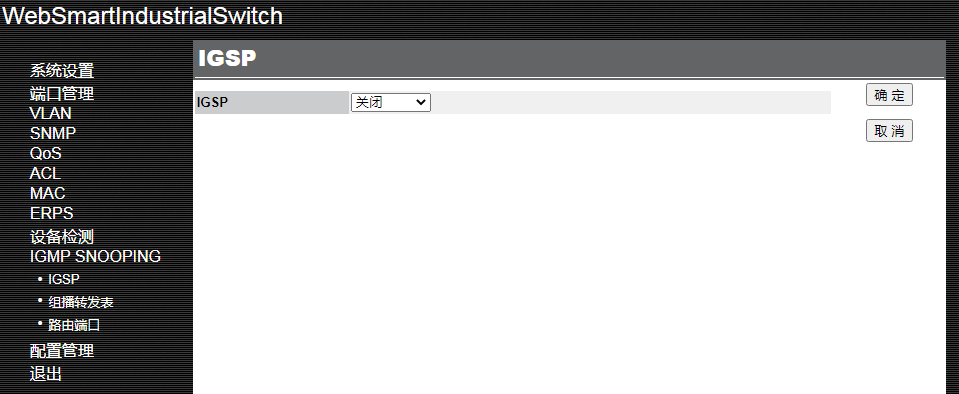 WebSmartIndustrialSwitch
系统设置
端口管理
VLAN
SNMP
QoS
ACL
MAC
ERPS
设备检测
IGMP SNOOPING
• IGSP
• 组播转发表
• 路由端口
配置管理
退出
IGSP
IGSP 关闭
确 定
取 消